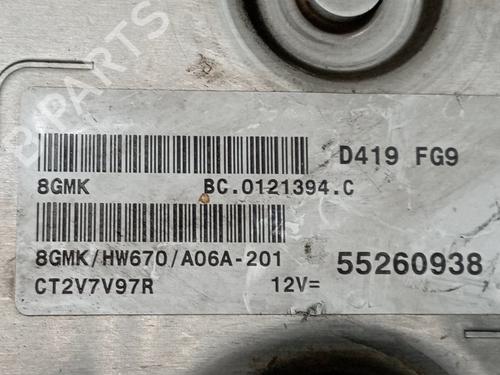 B-PARTS
D419 FG9
8GMK BC.0121394.C
8GMK/HW670/A06A-201
55260938
CT2V7V97R 12V=